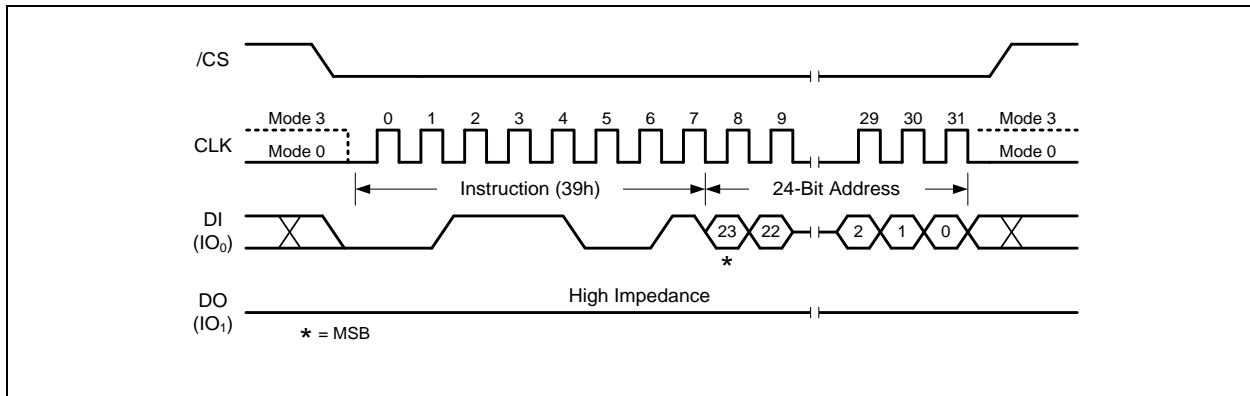 /CS
Mode 3 0 1 2 3 4 5 6 7 8 9 29 30 31 Mode 3
CLK
Mode 0 Mode 0
Instruction (39h) 24-Bit Address
DI
(IO₀)
23 22 2 1 0
*
High Impedance
DO
(IO₁)
* = MSB